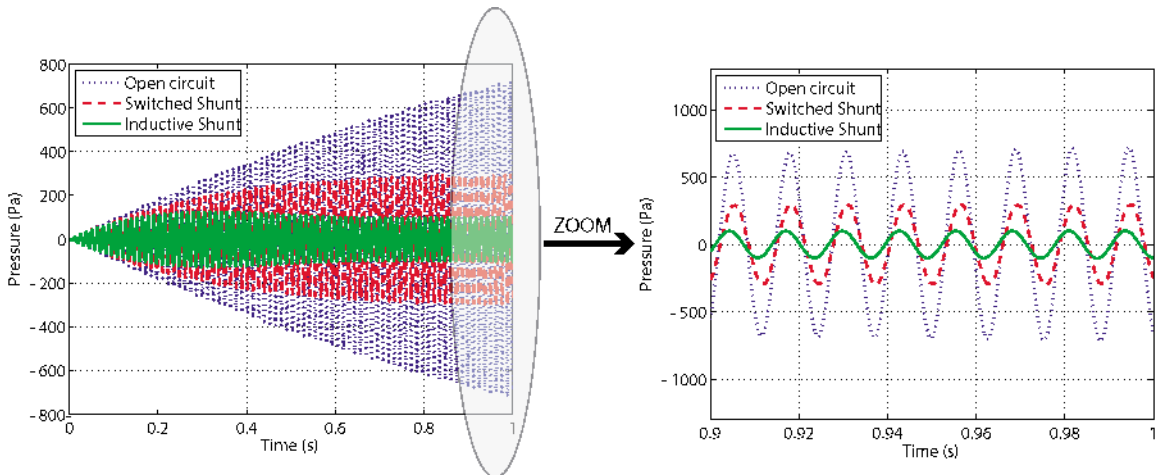 800
600
400
200
0
- 200
- 400
- 600
- 800
Pressure (Pa)
Open circuit
Switched Shunt
Inductive Shunt
0
0.2
0.4
0.6
0.8
1
Time (s)
ZOOM
1000
500
0
- 500
- 1000
Pressure (Pa)
Open circuit
Switched Shunt
Inductive Shunt
0.9
0.92
0.94
0.96
0.98
1
Time (s)